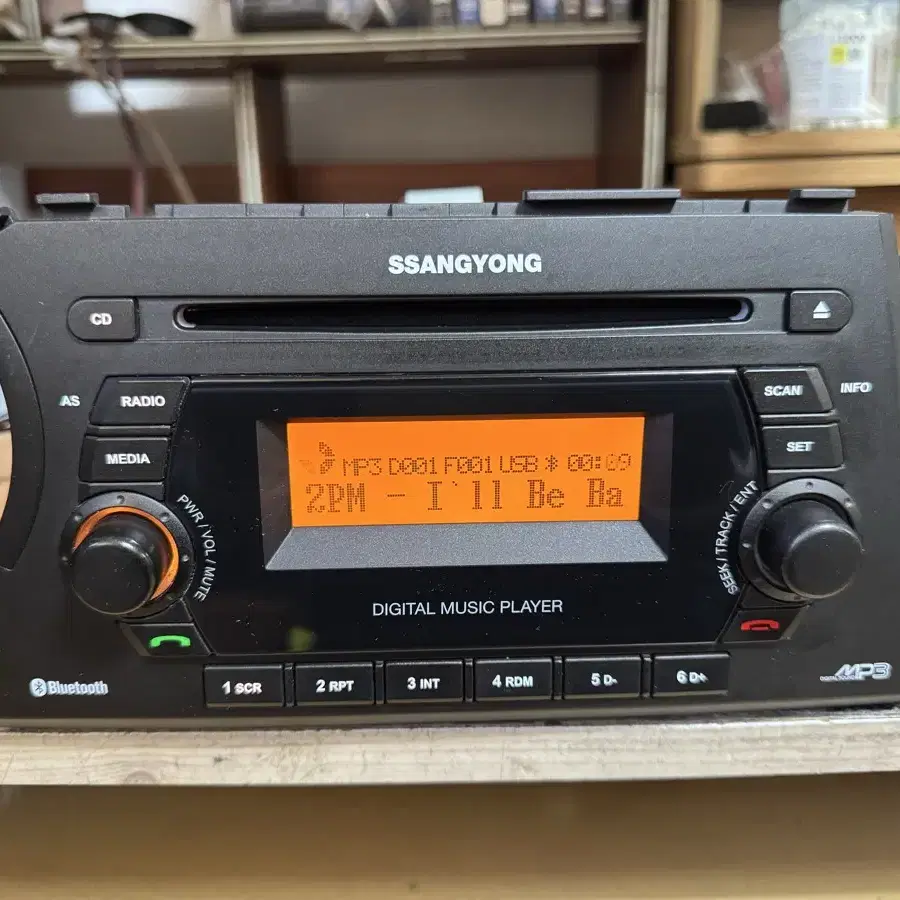 SSANGYONG
CD
AS RADIO
SCAN INFO
MEDIA
SET
MP3 D001 F001 USB 00:09
2PM - I'll Be Ba
PWR / VOL / MUTE
SEEK / TRACK / ENT
DIGITAL MUSIC PLAYER
Bluetooth
1 SCR
2 RPT
3 INT
4 RDM
5 D-
6 D+
MP3